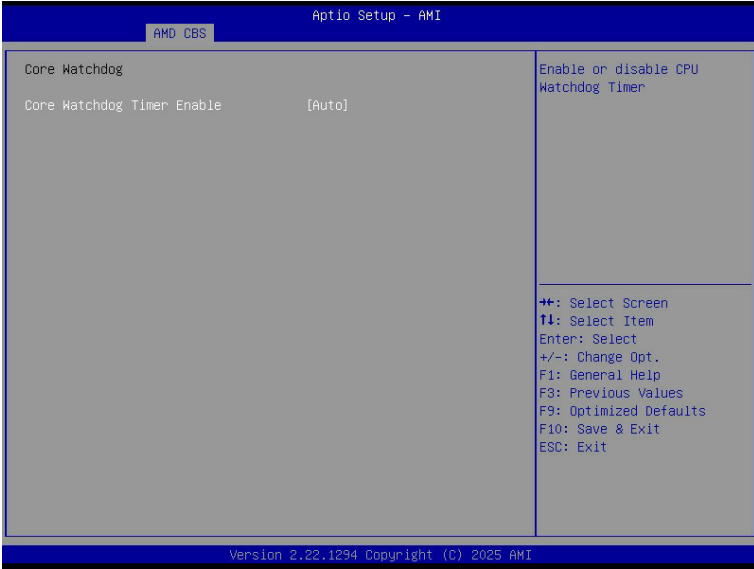 Aptio Setup – AMI
AMD CBS
Core Watchdog
Core Watchdog Timer Enable [Auto]
Enable or disable CPU
Watchdog Timer
→←: Select Screen
↑↓: Select Item
Enter: Select
+/-: Change Opt.
F1: General Help
F3: Previous Values
F9: Optimized Defaults
F10: Save & Exit
ESC: Exit
Version 2.22.1294 Copyright (C) 2025 AMI